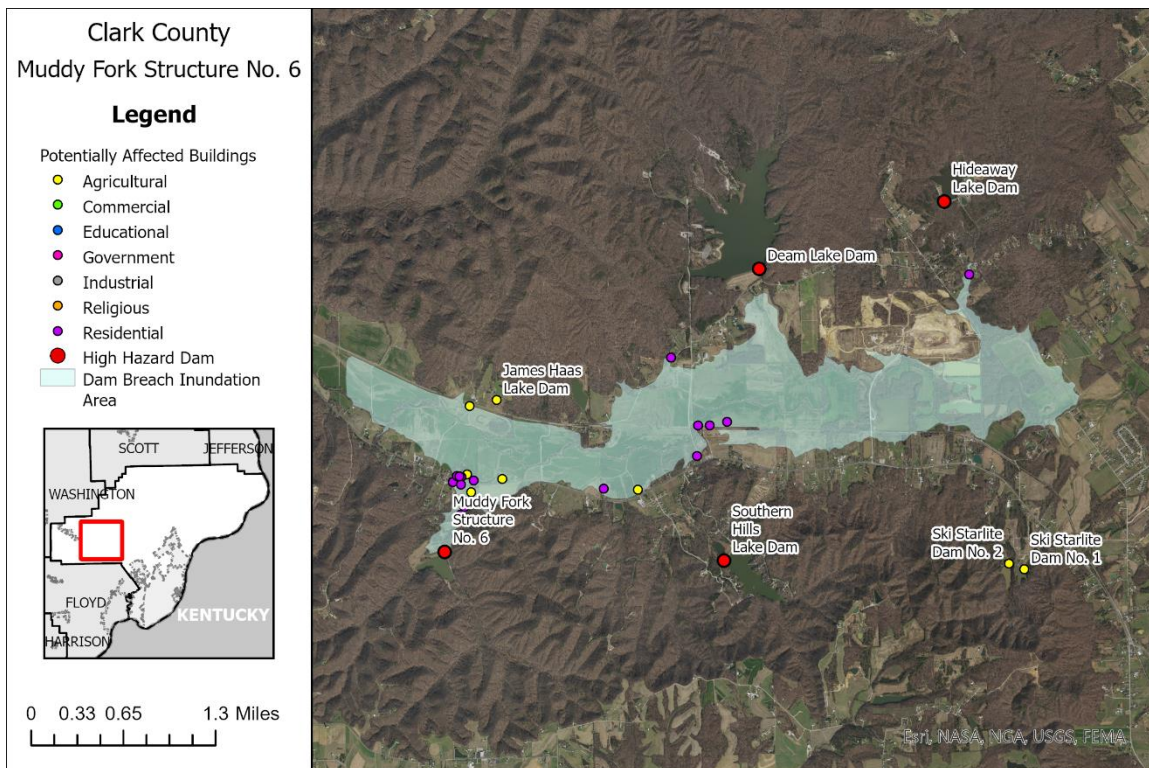 Clark County
Muddy Fork Structure No. 6
Legend
Potentially Affected Buildings
Agricultural
Commercial
Educational
Government
Industrial
Religious
Residential
High Hazard Dam
Dam Breach Inundation
Area
SCOTT
JEFFERSON
WASHINGTON
FLOYD
KENTUCKY
HARRISON
0 0.33 0.65 1.3 Miles
Hideaway
Lake Dam
Deam Lake Dam
James Haas
Lake Dam
Muddy Fork
Structure
No. 6
Southern
Hills
Lake Dam
Ski Starlite
Dam No. 2
Ski Starlite
Dam No. 1
Esri, NASA, NGA, USGS, FEMA